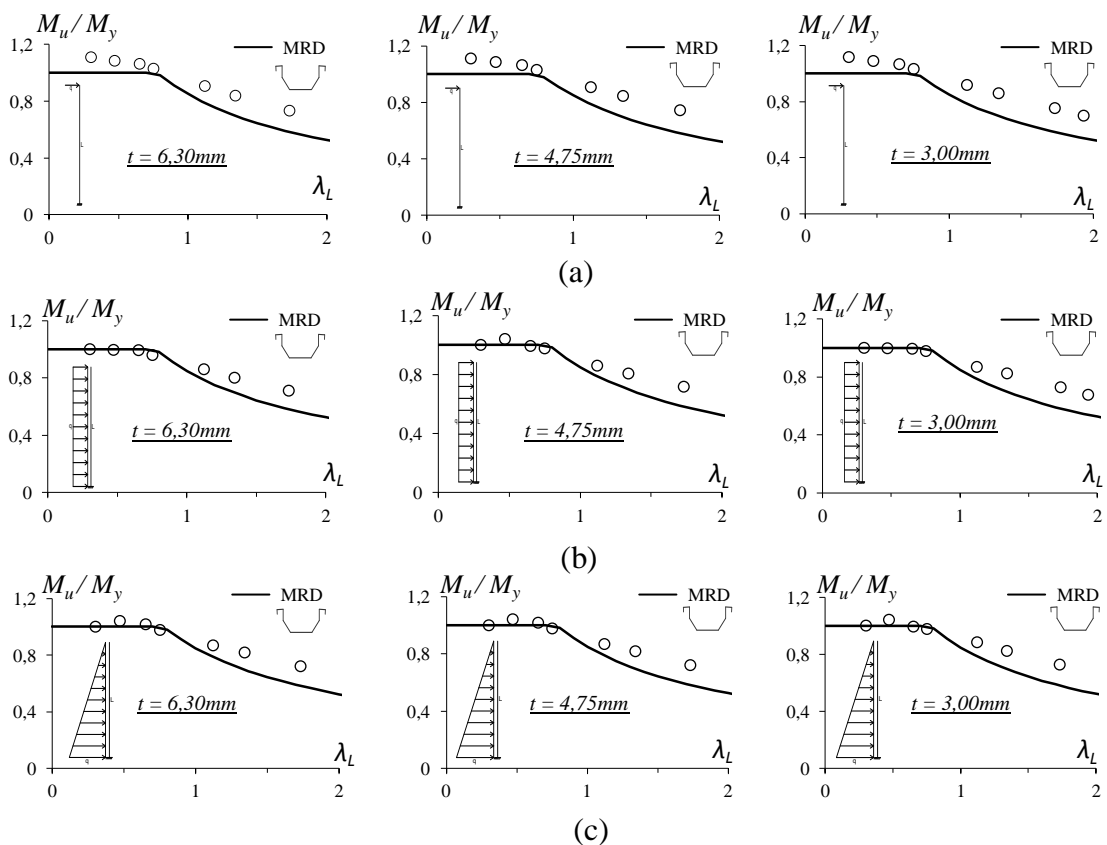 M_u / M_y
1,2
0,8
0,4
0
0
1
2
MRD
q
L
t = 6,30mm
λ_L
1,2
0,8
0,4
0
0
1
2
MRD
q
L
t = 4,75mm
λ_L
1,2
0,8
0,4
0
0
1
2
MRD
q
L
t = 3,00mm
λ_L
M_u / M_y
M_u / M_y
(a)
M_u / M_y
1,2
0,8
0,4
0
0
1
2
MRD
q
L
t = 6,30mm
λ_L
M_u / M_y
1,2
0,8
0,4
0
0
1
2
MRD
q
L
t = 4,75mm
λ_L
M_u / M_y
1,2
0,8
0,4
0
0
1
2
MRD
q
L
t = 3,00mm
λ_L
(b)
M_u / M_y
1,2
0,8
0,4
0
0
1
2
MRD
q
L
t = 6,30mm
λ_L
M_u / M_y
1,2
0,8
0,4
0
0
1
2
MRD
q
L
t = 4,75mm
λ_L
M_u / M_y
1,2
0,8
0,4
0
0
1
2
MRD
q
L
t = 3,00mm
λ_L
(c)